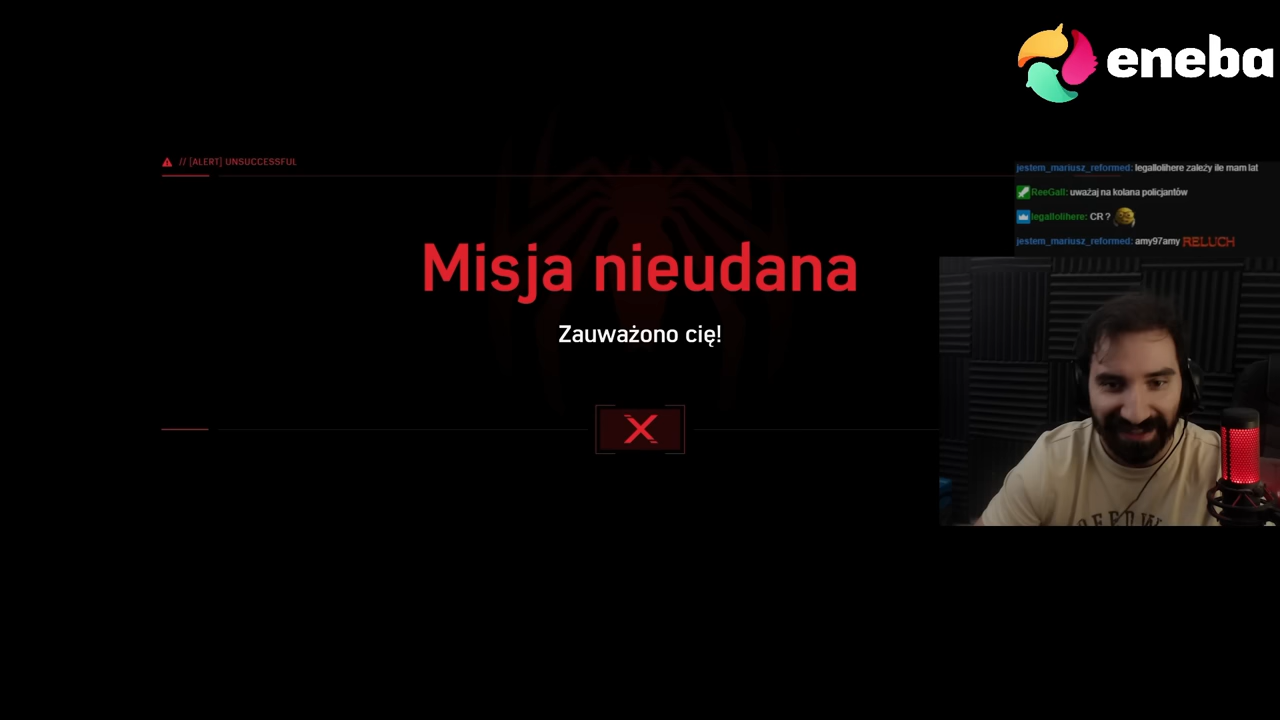 eneba
// [ALERT] UNSUCCESSFUL
jestem_mariusz_reformed: legallolihere zależy ile mam lat
ReeGall: uważaj na kolana policjantów
legallolihere: CR ?
jestem_mariusz_reformed: amy97amy RELUCH
Misja nieudana
Zauważono cię!